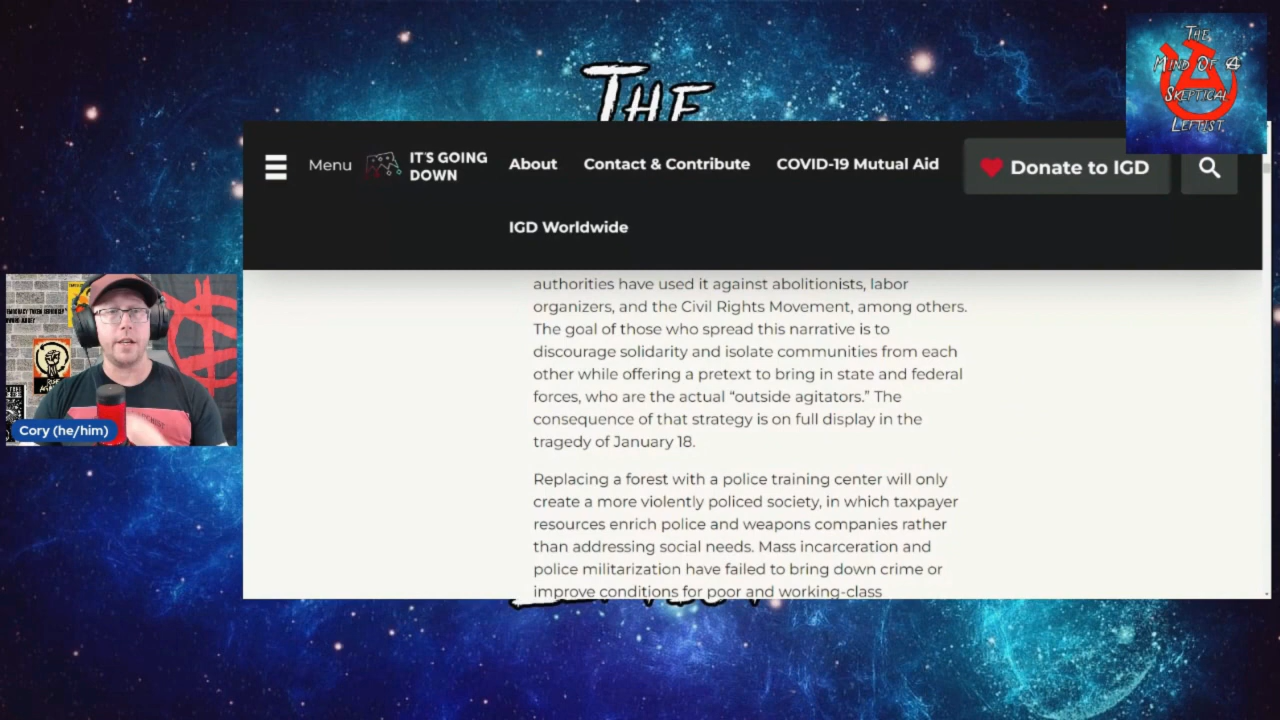 THE
THE
MIND OF A
SKEPTICAL
LEFTIST
Menu
IT'S GOING
DOWN
About
Contact & Contribute
COVID-19 Mutual Aid
Donate to IGD
IGD Worldwide
authorities have used it against abolitionists, labor
organizers, and the Civil Rights Movement, among others.
The goal of those who spread this narrative is to
discourage solidarity and isolate communities from each
other while offering a pretext to bring in state and federal
forces, who are the actual “outside agitators.” The
consequence of that strategy is on full display in the
tragedy of January 18.
Replacing a forest with a police training center will only
create a more violently policed society, in which taxpayer
resources enrich police and weapons companies rather
than addressing social needs. Mass incarceration and
police militarization have failed to bring down crime or
improve conditions for poor and working-class
Cory (he/him)